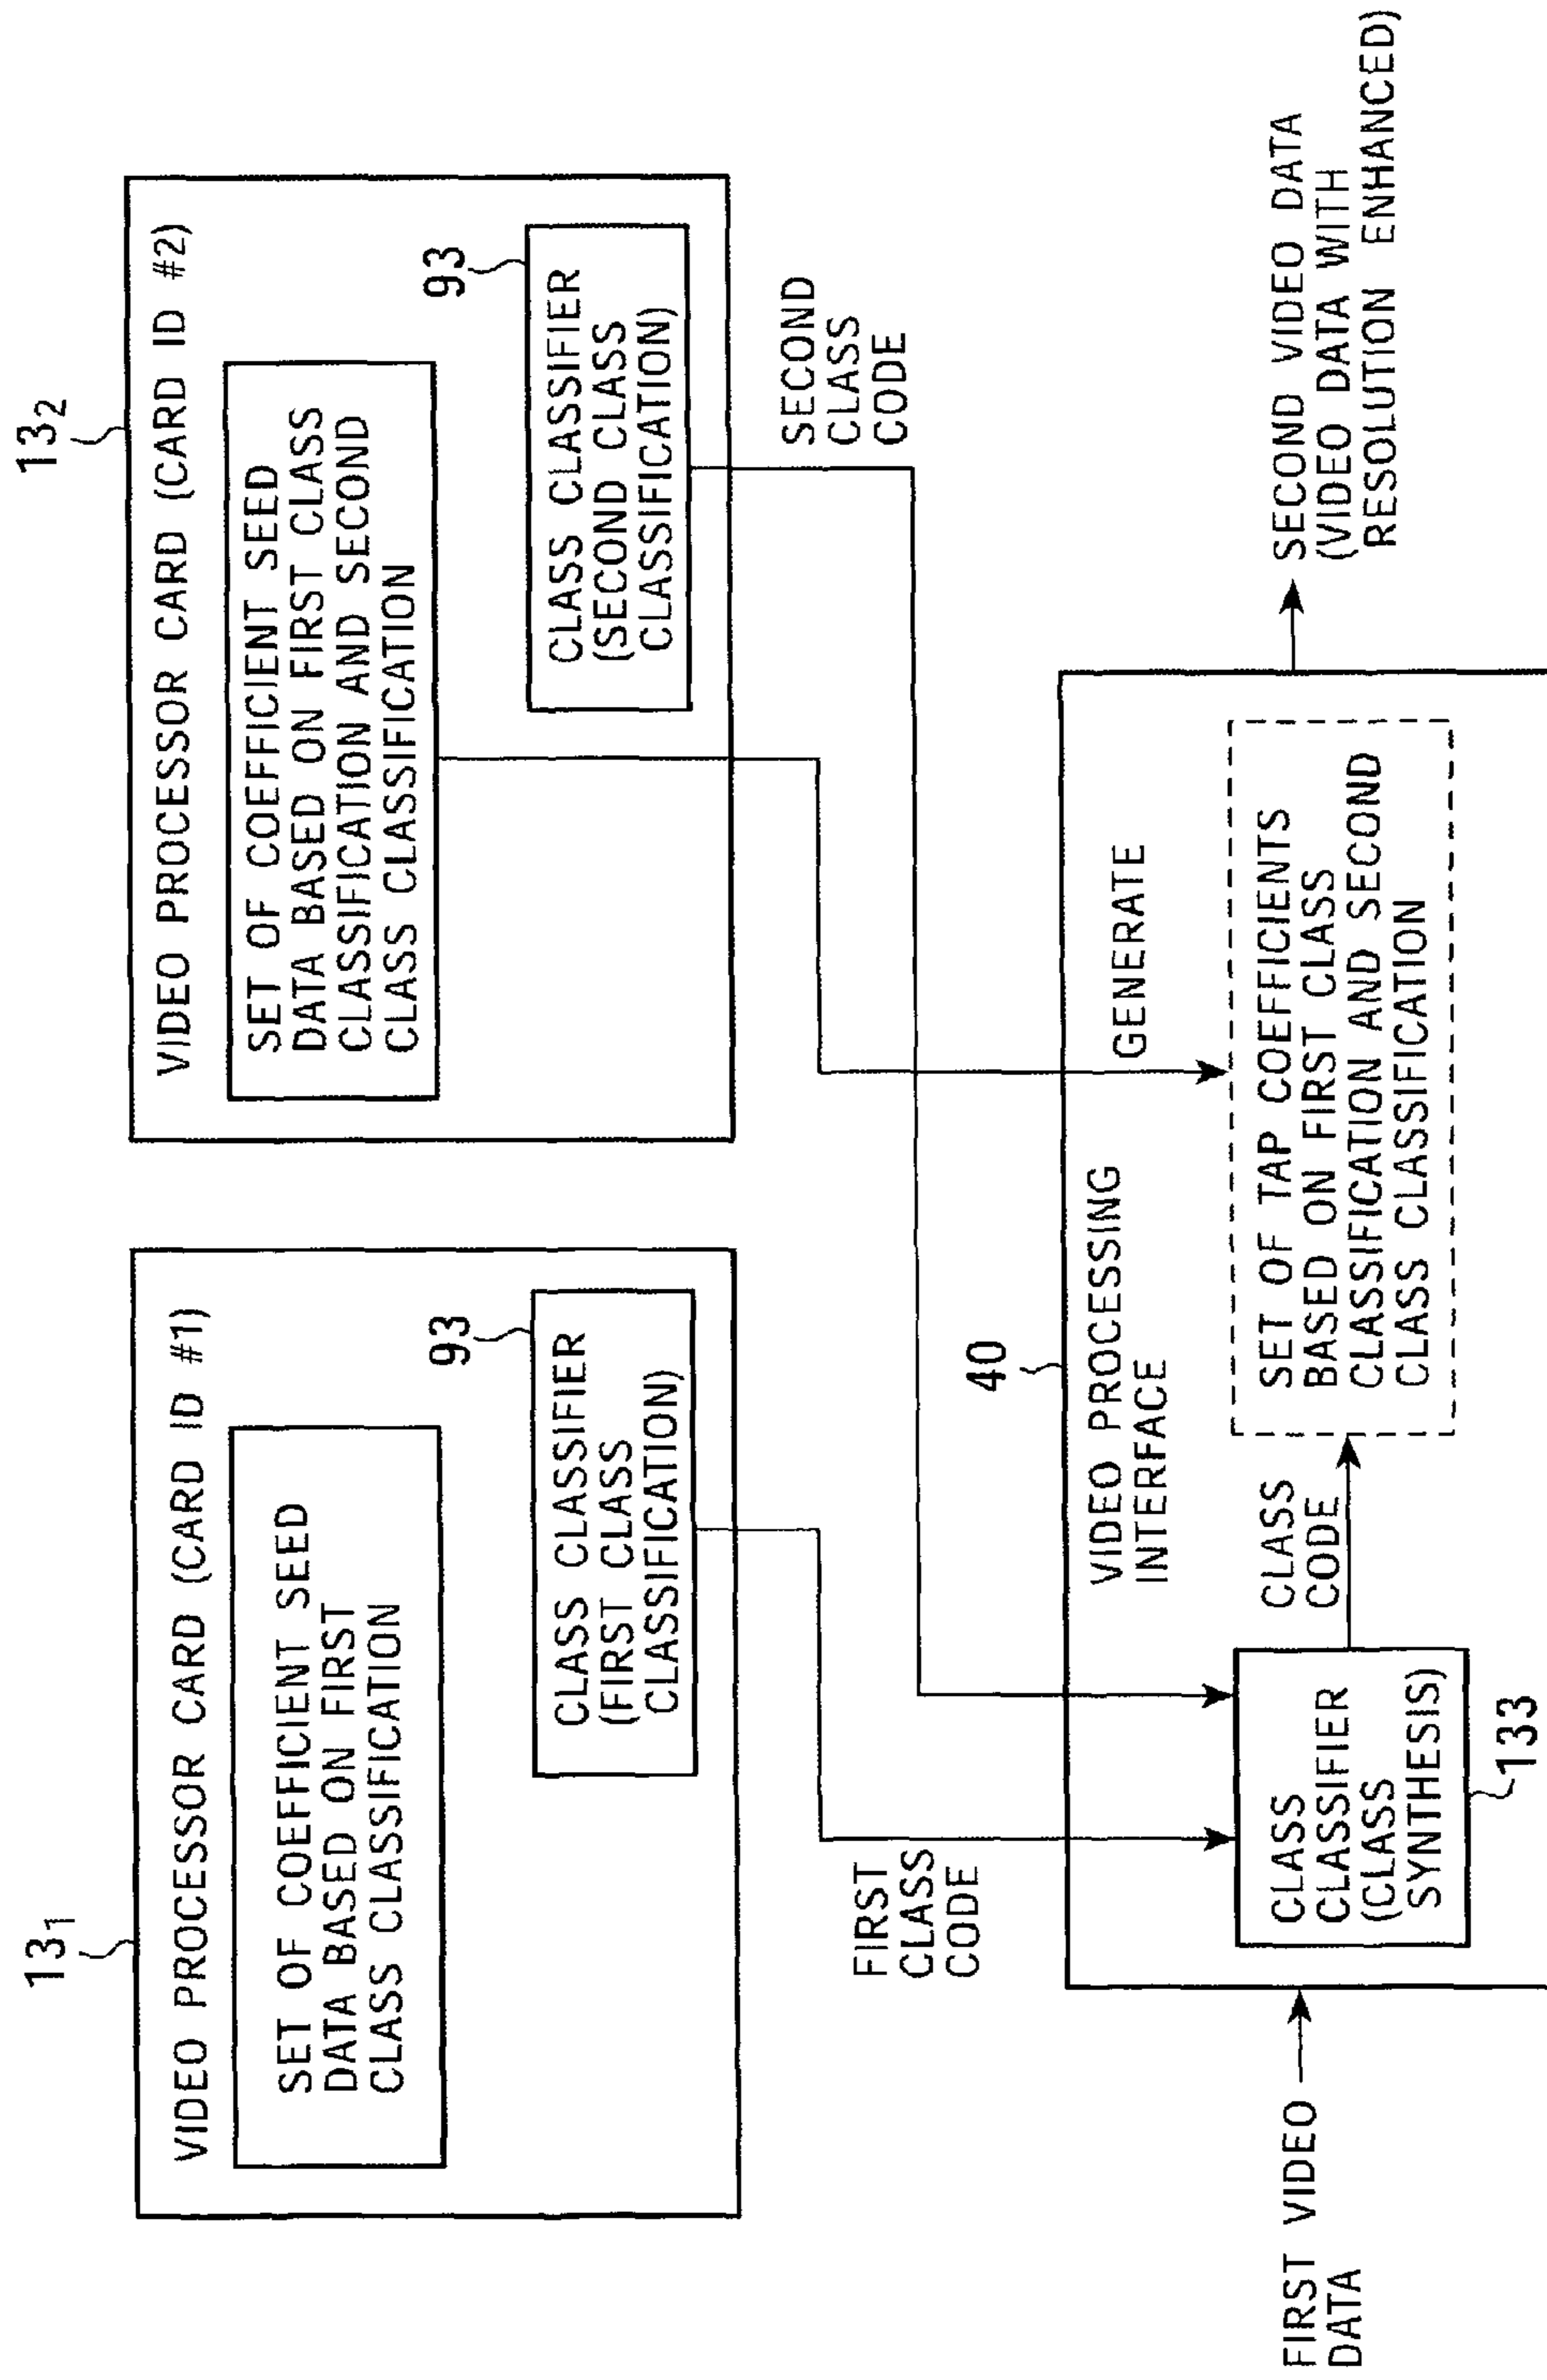 13₁
VIDEO PROCESSOR CARD (CARD ID #1)
SET OF COEFFICIENT SEED
DATA BASED ON FIRST
CLASS CLASSIFICATION
93
CLASS CLASSIFIER
(FIRST CLASS
CLASSIFICATION)
13₂
VIDEO PROCESSOR CARD (CARD ID #2)
SET OF COEFFICIENT SEED
DATA BASED ON FIRST CLASS
CLASSIFICATION AND SECOND
CLASS CLASSIFICATION
93
CLASS CLASSIFIER
(SECOND CLASS
CLASSIFICATION)
FIRST
CLASS
CODE
SECOND
CLASS
CODE
40
VIDEO PROCESSING
INTERFACE
GENERATE
FIRST VIDEO
DATA
CLASS
CLASSIFIER
(CLASS
SYNTHESIS)
133
CLASS
CODE
SET OF TAP COEFFICIENTS
BASED ON FIRST CLASS
CLASSIFICATION AND SECOND
CLASS CLASSIFICATION
SECOND VIDEO DATA
(VIDEO DATA WITH
RESOLUTION ENHANCED)